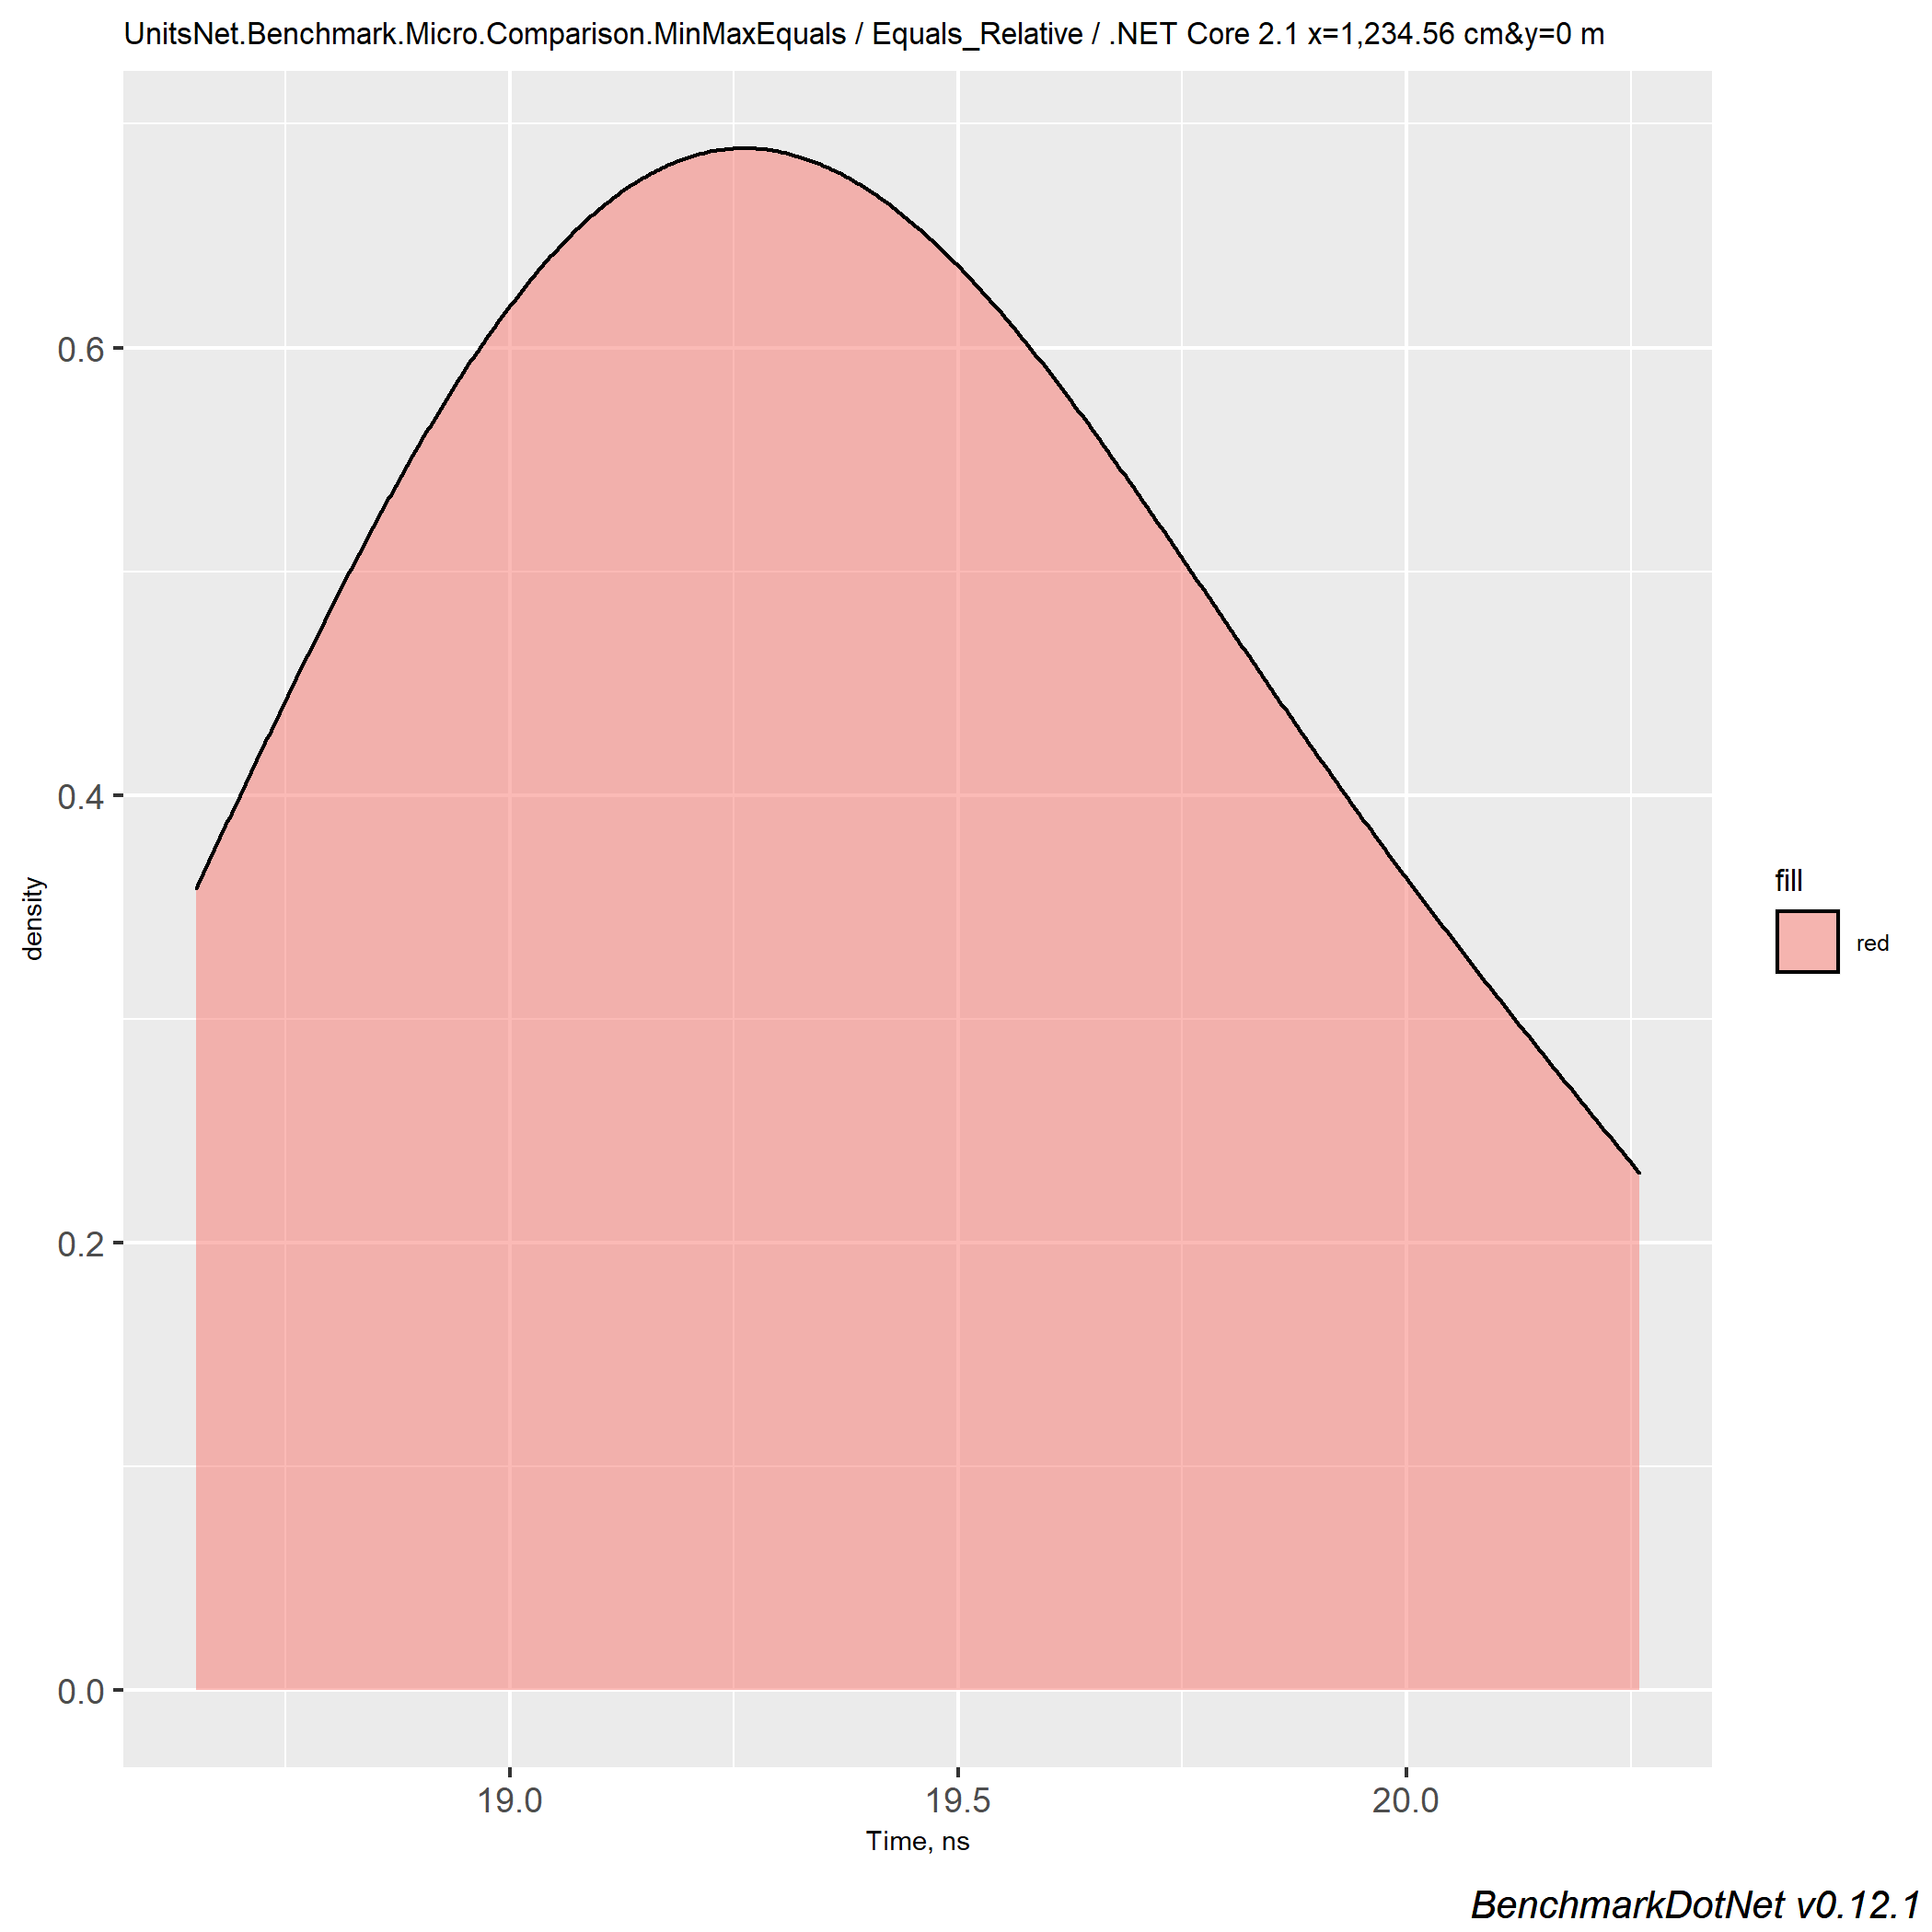 UnitsNet.Benchmark.Micro.Comparison.MinMaxEquals / Equals_Relative / .NET Core 2.1 x=1,234.56 cm&y=0 m
0.6
0.4
0.2
0.0
density
19.0 19.5 20.0
Time, ns
fill
red
BenchmarkDotNet v0.12.1